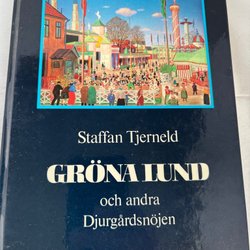 Staffan Tjerneld
GRÖNA LUND
och andra
Djurgårdsnöjen